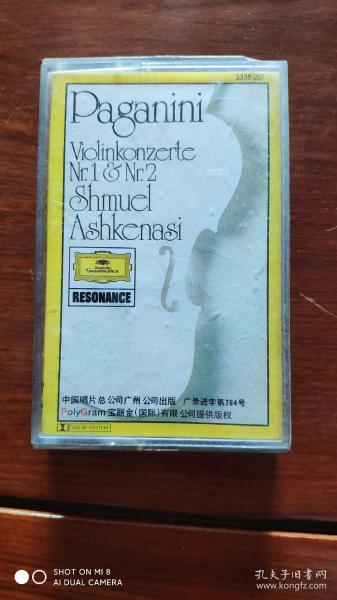 3335 207
Paganini
Violinkonzerte
Nr. 1 & Nr. 2
Shmuel
Ashkenasi
Deutsche
Grammophon
RESONANCE
中国唱片总公司广州公司出版 广录进字第264号
PolyGram宝丽金(国际)有限公司提供版权
DOLBY SYSTEM
SHOT ON MI 8
AI DUAL CAMERA
孔夫子旧书网
www.kongfz.com